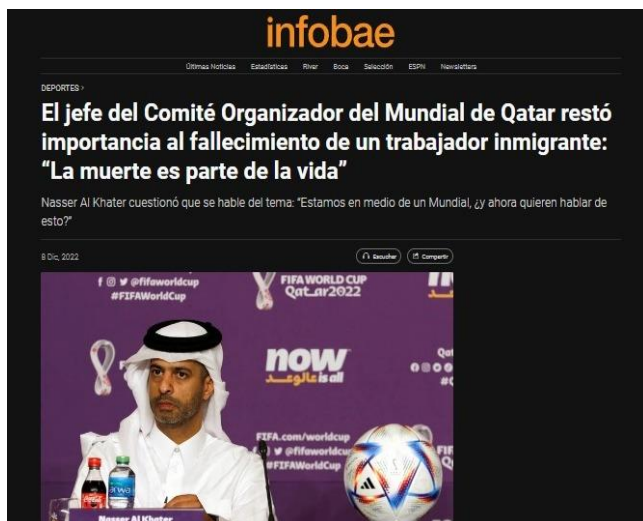 infobae
Últimas Noticias Estadísticas River Boca Selección ESPN Newsletters
DEPORTES >
El jefe del Comité Organizador del Mundial de Qatar restó
importancia al fallecimiento de un trabajador inmigrante:
“La muerte es parte de la vida”
Nasser Al Khater cuestionó que se hable del tema: “Estamos en medio de un Mundial, ¿y ahora quieren hablar de
esto?”
8 Dic, 2022
Escuchar Compartir
@fifaworldcup
#FIFAWorldCup
FIFA WORLD CUP
Qatar2022
now
is all
FIFA.com/worldcup
@fifaworldcup
#FIFAWorldCup
Nasser Al Khater